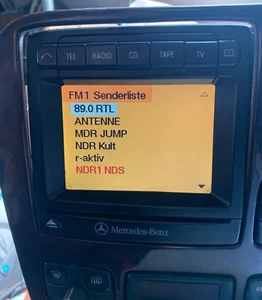 TEL RADIO CD TAPE TV
FM1 Senderliste
89.0 RTL
ANTENNE
MDR JUMP
NDR Kult
r-aktiv
NDR1 NDS
Mercedes-Benz